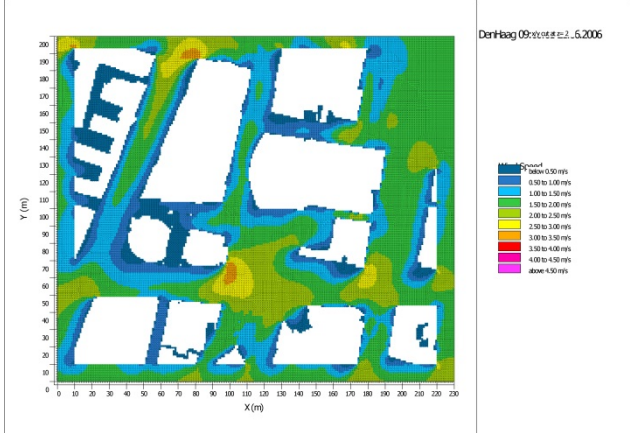 DenHaag 09: x/y cut at z= 2 6.2006
Wind Speed
below 0.50 m/s
0.50 to 1.00 m/s
1.00 to 1.50 m/s
1.50 to 2.00 m/s
2.00 to 2.50 m/s
2.50 to 3.00 m/s
3.00 to 3.50 m/s
3.50 to 4.00 m/s
4.00 to 4.50 m/s
above 4.50 m/s
Y (m)
200
190
180
170
160
150
140
130
120
110
100
90
80
70
60
50
40
30
20
10
0
0 10 20 30 40 50 60 70 80 90 100 110 120 130 140 150 160 170 180 190 200 210 220 230
X (m)